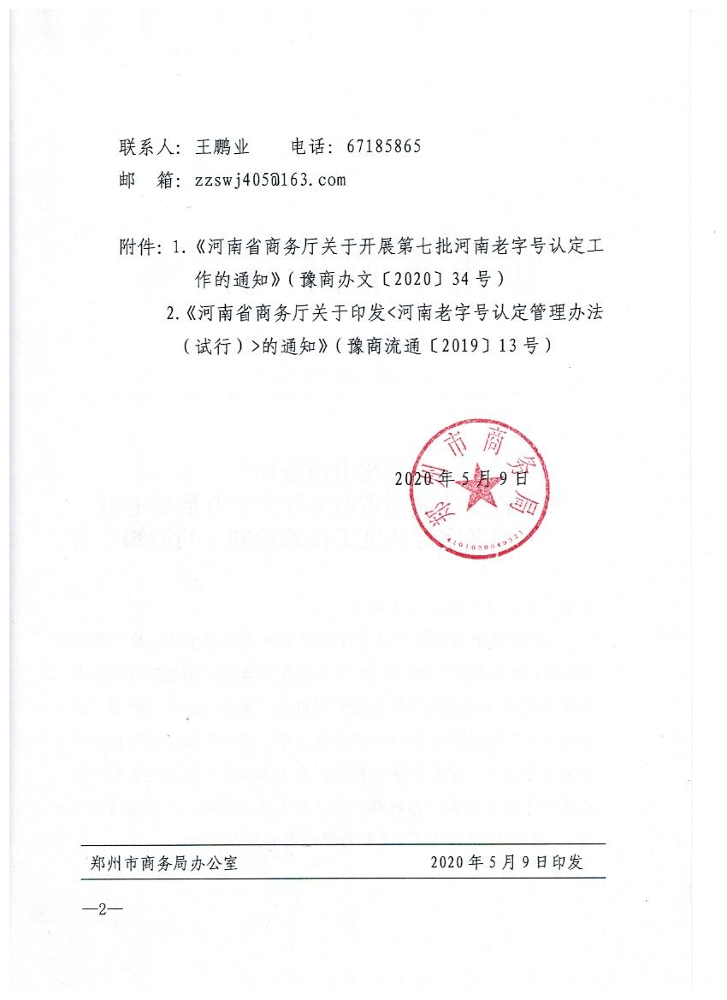 联系人：王鹏业　　电话：67185865
邮　箱：zzswj405@163.com
附件：1.《河南省商务厅关于开展第七批河南老字号认定工
作的通知》（豫商办文〔2020〕34号）
2.《河南省商务厅关于印发<河南老字号认定管理办法
（试行）>的通知》（豫商流通〔2019〕13号）
郑州市商务局
2020年5月9日
4101030049321
郑州市商务局办公室　　2020年5月9日印发
—2—